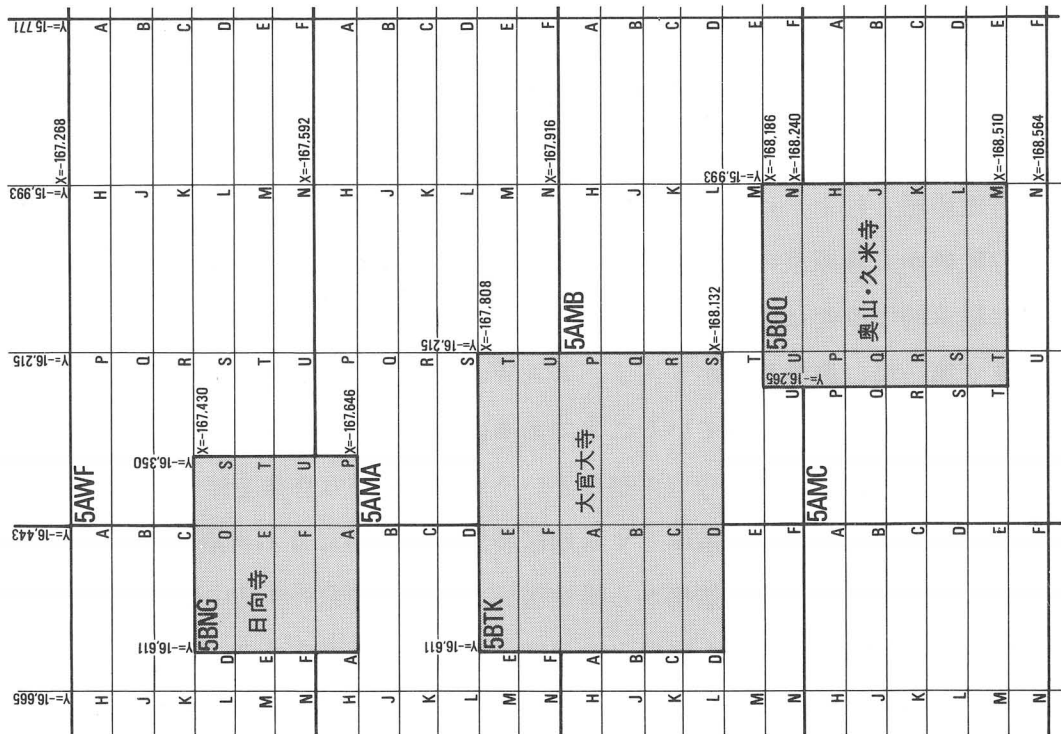 Y=-16.665
Y=-16.443
Y=-16.215
Y=-15.993
X=-167.268
Y=-15.771
5AWF
H A P H A
J B Q J B
K C R K C
Y=-16.611
Y=-16.350
X=-167.430
5BNG
L D D S L D
日向寺
M E E T M E
N F F U N F
X=-167.592
H A A P P H A
X=-167.646
5AMA
J B Q J B
K C R K C
L D S L D
Y=-16.611
Y=-16.215
X=-167.808
5BTK
M E E T M E
N F F U N F
X=-167.916
5AMB
大官大寺
H A A P H A
J B B Q J B
K C C R K C
L D D S L D
X=-168.132
M E T M E
Y=-15.993
X=-168.186
5BOQ
Y=-16.265
N F U U N F
X=-168.240
5AMC
H A P P H A
奥山・久米寺
J B Q Q J B
K C R R K C
L D S S L D
M E T T M E
X=-168.510
N F U N F
X=-168.564